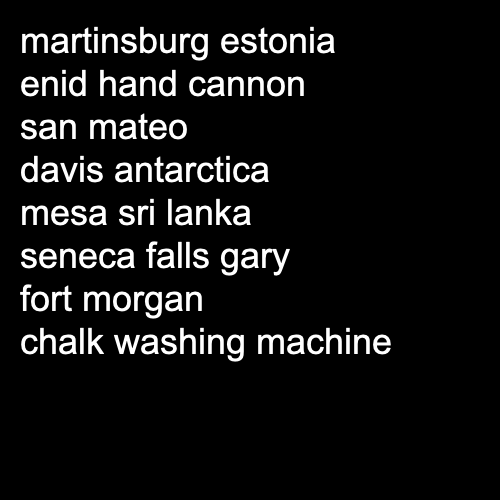 martinsburg estonia
enid hand cannon
san mateo
davis antarctica
mesa sri lanka
seneca falls gary
fort morgan
chalk washing machine